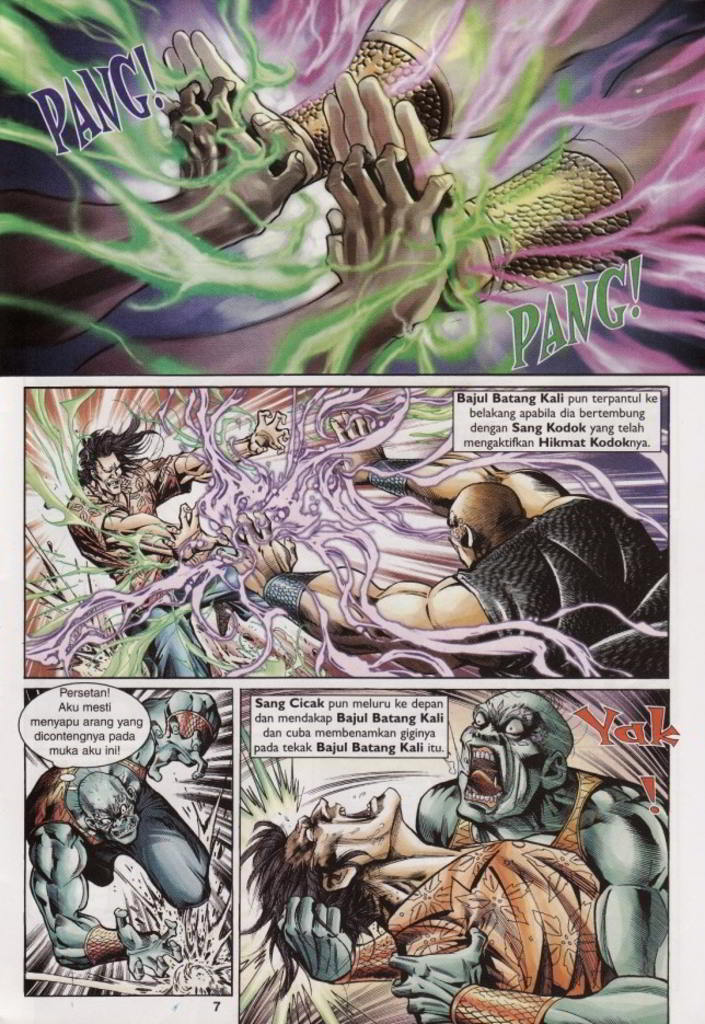 PANG!
PANG!
Bajul Batang Kali pun terpantul ke
belakang apabila dia bertembung
dengan Sang Kodok yang telah
mengaktifkan Hikmat Kodoknya.
Persetan!
Aku mesti
menyapu arang yang
dicontengnya pada
muka aku ini!
Sang Cicak pun meluru ke depan
dan mendakap Bajul Batang Kali
dan cuba membenamkan giginya
pada tekak Bajul Batang Kali itu.
Yak
!
7